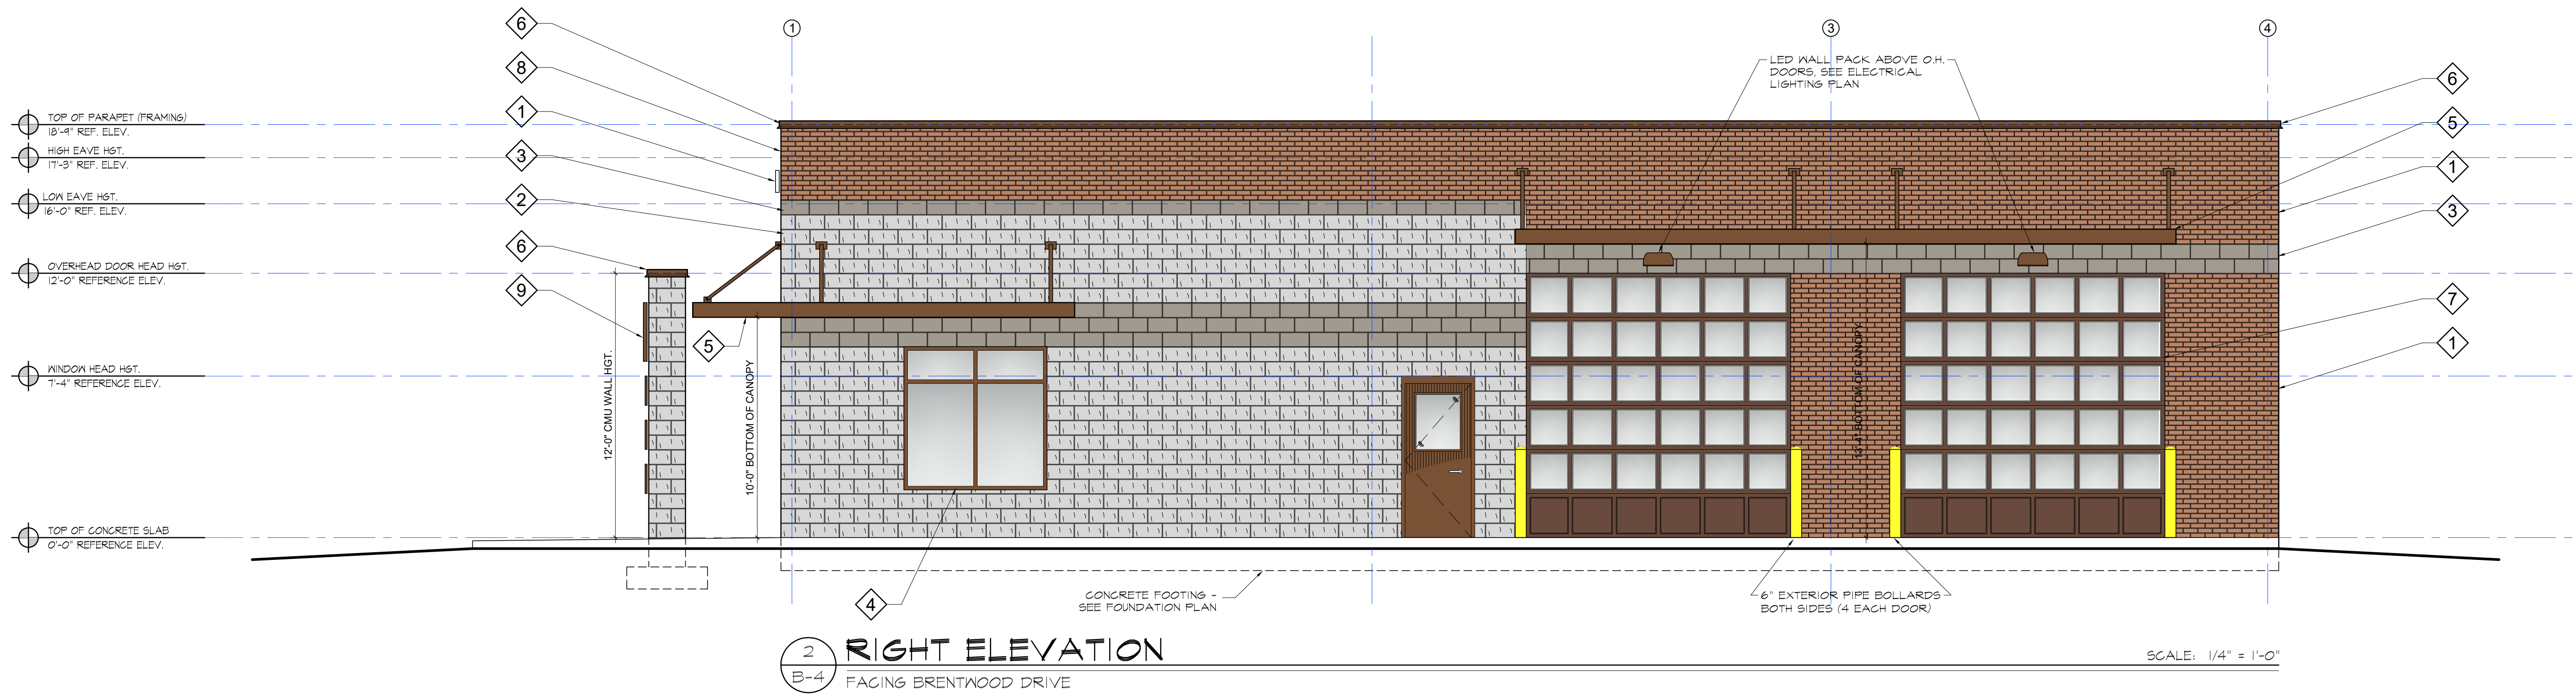 6
8
1
3
2
6
9
5
4
1
3
4
6
5
1
3
7
1
LED WALL PACK ABOVE O.H.
DOORS, SEE ELECTRICAL
LIGHTING PLAN
TOP OF PARAPET (FRAMING)
18'-9" REF. ELEV.
HIGH EAVE HGT.
17'-3" REF. ELEV.
LOW EAVE HGT.
16'-0" REF. ELEV.
OVERHEAD DOOR HEAD HGT.
12'-0" REFERENCE ELEV.
WINDOW HEAD HGT.
7'-4" REFERENCE ELEV.
TOP OF CONCRETE SLAB
0'-0" REFERENCE ELEV.
12'-0" CMU WALL HGT.
10'-0" BOTTOM OF CANOPY
BOTTOM OF CANOPY
CONCRETE FOOTING -
SEE FOUNDATION PLAN
6" EXTERIOR PIPE BOLLARDS
BOTH SIDES (4 EACH DOOR)
2
B-4
RIGHT ELEVATION
FACING BRENTWOOD DRIVE
SCALE: 1/4" = 1'-0"